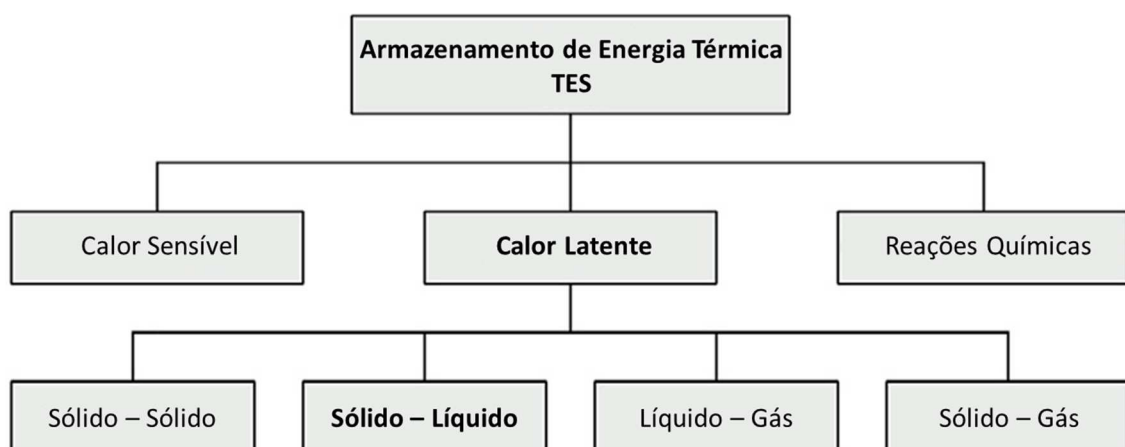 Armazenamento de Energia Térmica
TES
Calor Sensível
Calor Latente
Reações Químicas
Sólido – Sólido
Sólido – Líquido
Líquido – Gás
Sólido – Gás